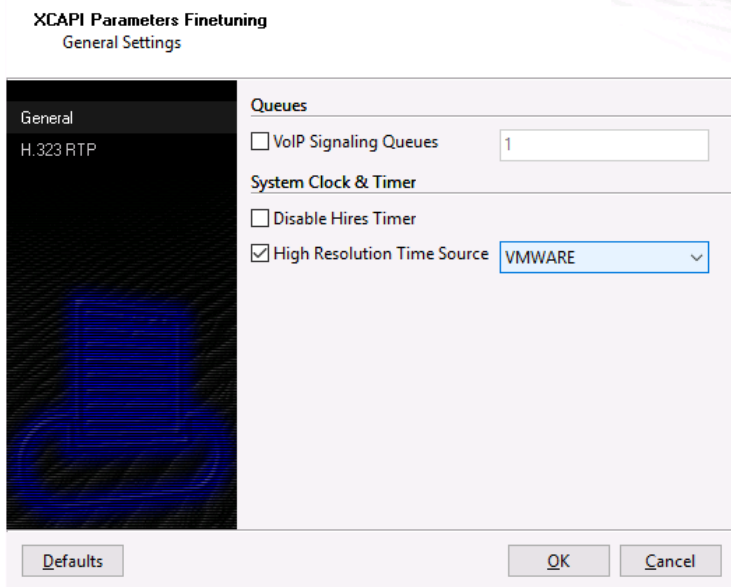 XCAPI Parameters Finetuning
General Settings
General
H.323 RTP
Queues
VoIP Signaling Queues 1
System Clock & Timer
Disable Hires Timer
High Resolution Time Source VMWARE
Defaults OK Cancel